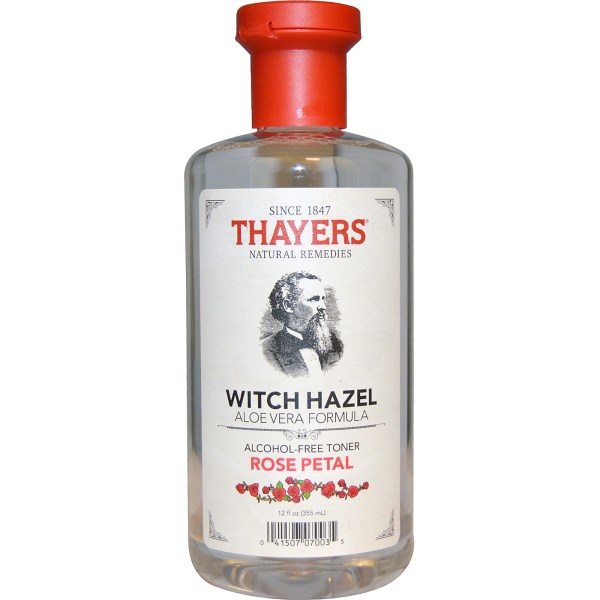 SINCE 1847
THAYERS®
NATURAL REMEDIES
WITCH HAZEL
ALOE VERA FORMULA
ALCOHOL-FREE TONER
ROSE PETAL
12 fl oz (355 mL)
0 41507 07003 5